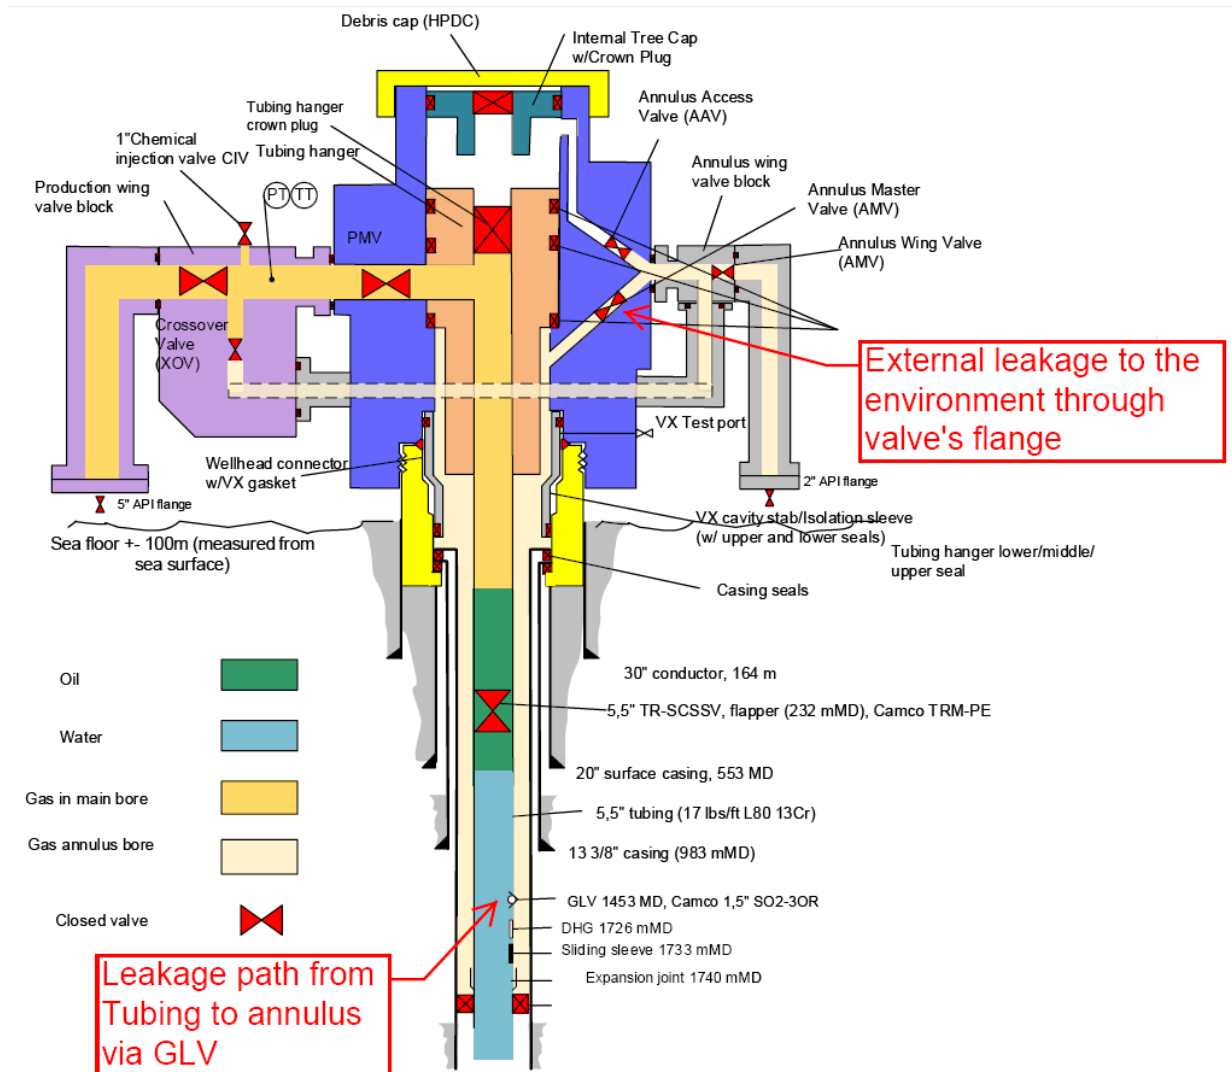 Debris cap (HPDC)
Internal Tree Cap
w/Crown Plug
Tubing hanger
crown plug
Tubing hanger
Annulus Access
Valve (AAV)
1"Chemical
injection valve CIV
Production wing
valve block
PT
TT
PMV
Annulus wing
valve block
Annulus Master
Valve (AMV)
Annulus Wing Valve
(AMV)
Crossover
Valve
(XOV)
External leakage to the
environment through
valve's flange
VX Test port
Wellhead connector
w/VX gasket
5" API flange
2" API flange
Sea floor +- 100m (measured from
sea surface)
VX cavity stab/Isolation sleeve
(w/ upper and lower seals)
Tubing hanger lower/middle/
upper seal
Casing seals
Oil
Water
Gas in main bore
Gas annulus bore
Closed valve
30" conductor, 164 m
5,5" TR-SCSSV, flapper (232 mMD), Camco TRM-PE
20" surface casing, 553 MD
5,5" tubing (17 lbs/ft L80 13Cr)
13 3/8" casing (983 mMD)
GLV 1453 MD, Camco 1,5" SO2-3OR
DHG 1726 mMD
Sliding sleeve 1733 mMD
Expansion joint 1740 mMD
Leakage path from
Tubing to annulus
via GLV